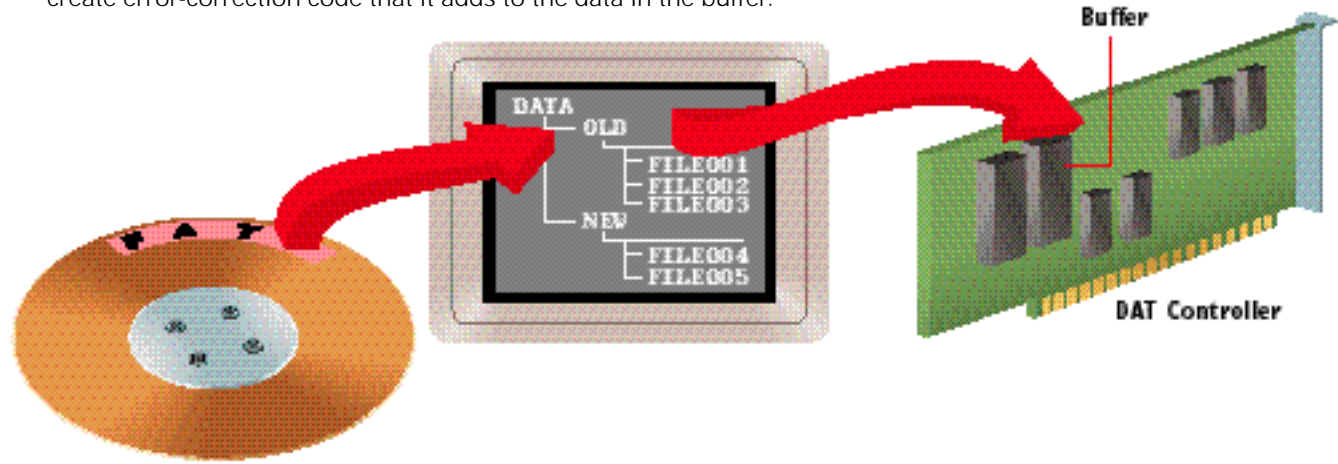 create error-correction code that it adds to the data in the buffer.
Buffer
DATA
OLD
FILE001
FILE002
FILE003
NEW
FILE004
FILE005
F A T
DAT Controller